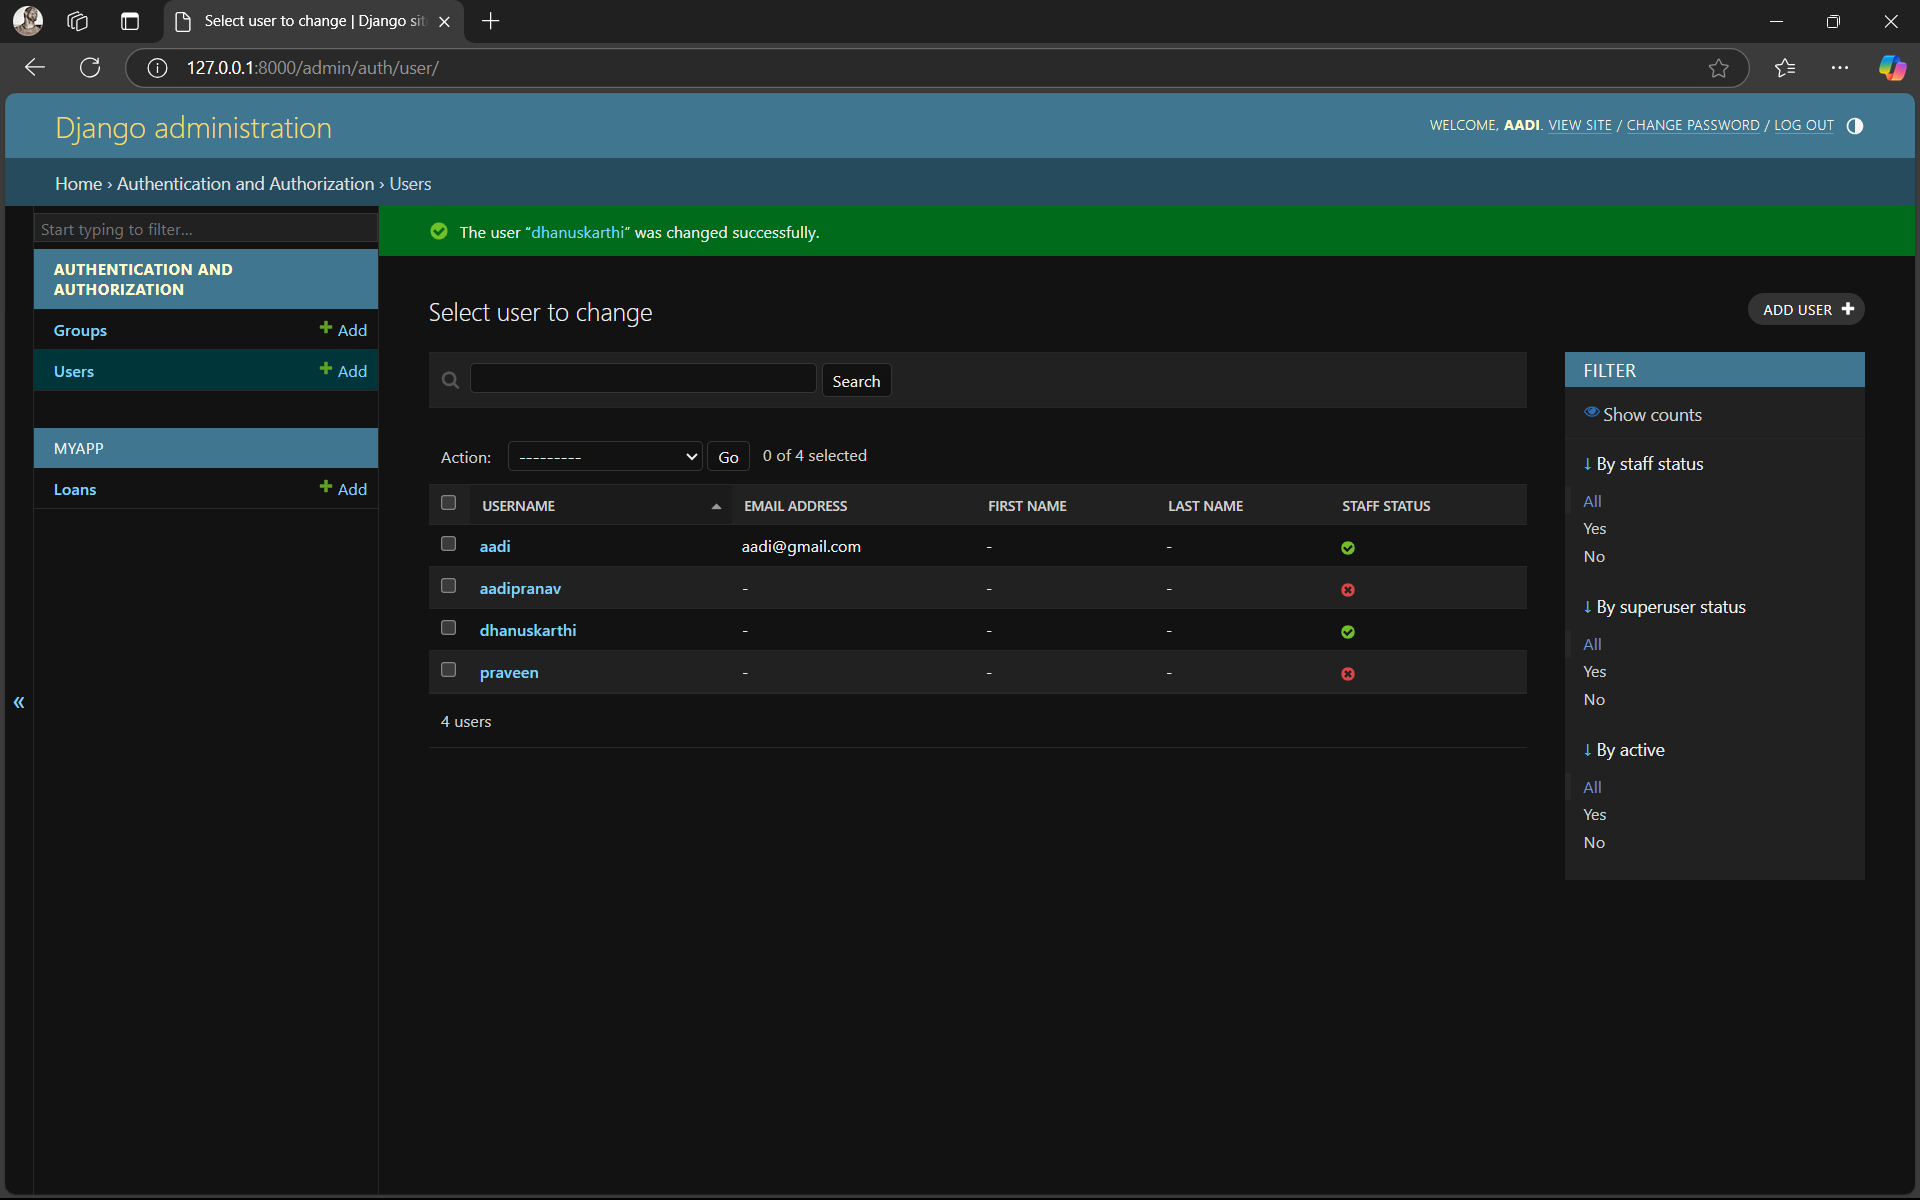 Select user to change | Django sit
127.0.0.1:8000/admin/auth/user/
Django administration
WELCOME, AADI. VIEW SITE / CHANGE PASSWORD / LOG OUT
Home › Authentication and Authorization › Users
Start typing to filter...
AUTHENTICATION AND
AUTHORIZATION
Groups
Add
Users
Add
MYAPP
Loans
Add
«
The user “dhanuskarthi” was changed successfully.
Select user to change
ADD USER
Search
Action: --------- Go 0 of 4 selected
USERNAME EMAIL ADDRESS FIRST NAME LAST NAME STAFF STATUS
aadi aadi@gmail.com - -
aadipranav - - -
dhanuskarthi - - -
praveen - - -
4 users
FILTER
Show counts
↓ By staff status
All
Yes
No
↓ By superuser status
All
Yes
No
↓ By active
All
Yes
No